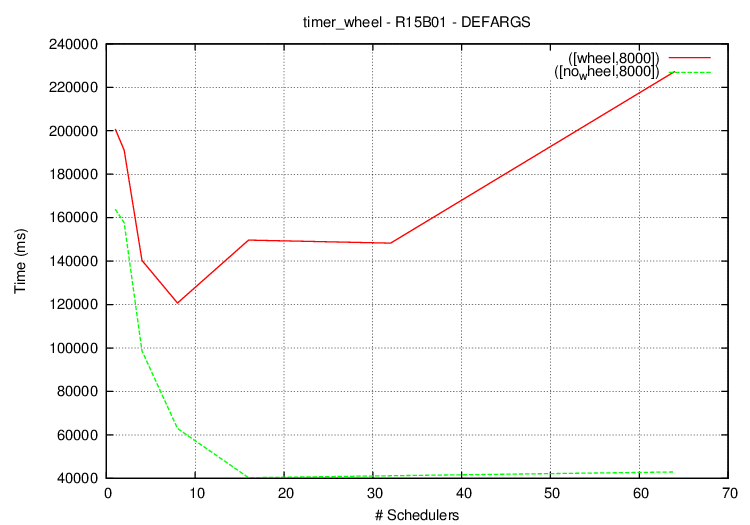 timer_wheel - R15B01 - DEFARGS
240000
220000
200000
180000
160000
140000
120000
100000
80000
60000
40000
([wheel,8000])
([no_wheel,8000])
Time (ms)
0 10 20 30 40 50 60 70
# Schedulers